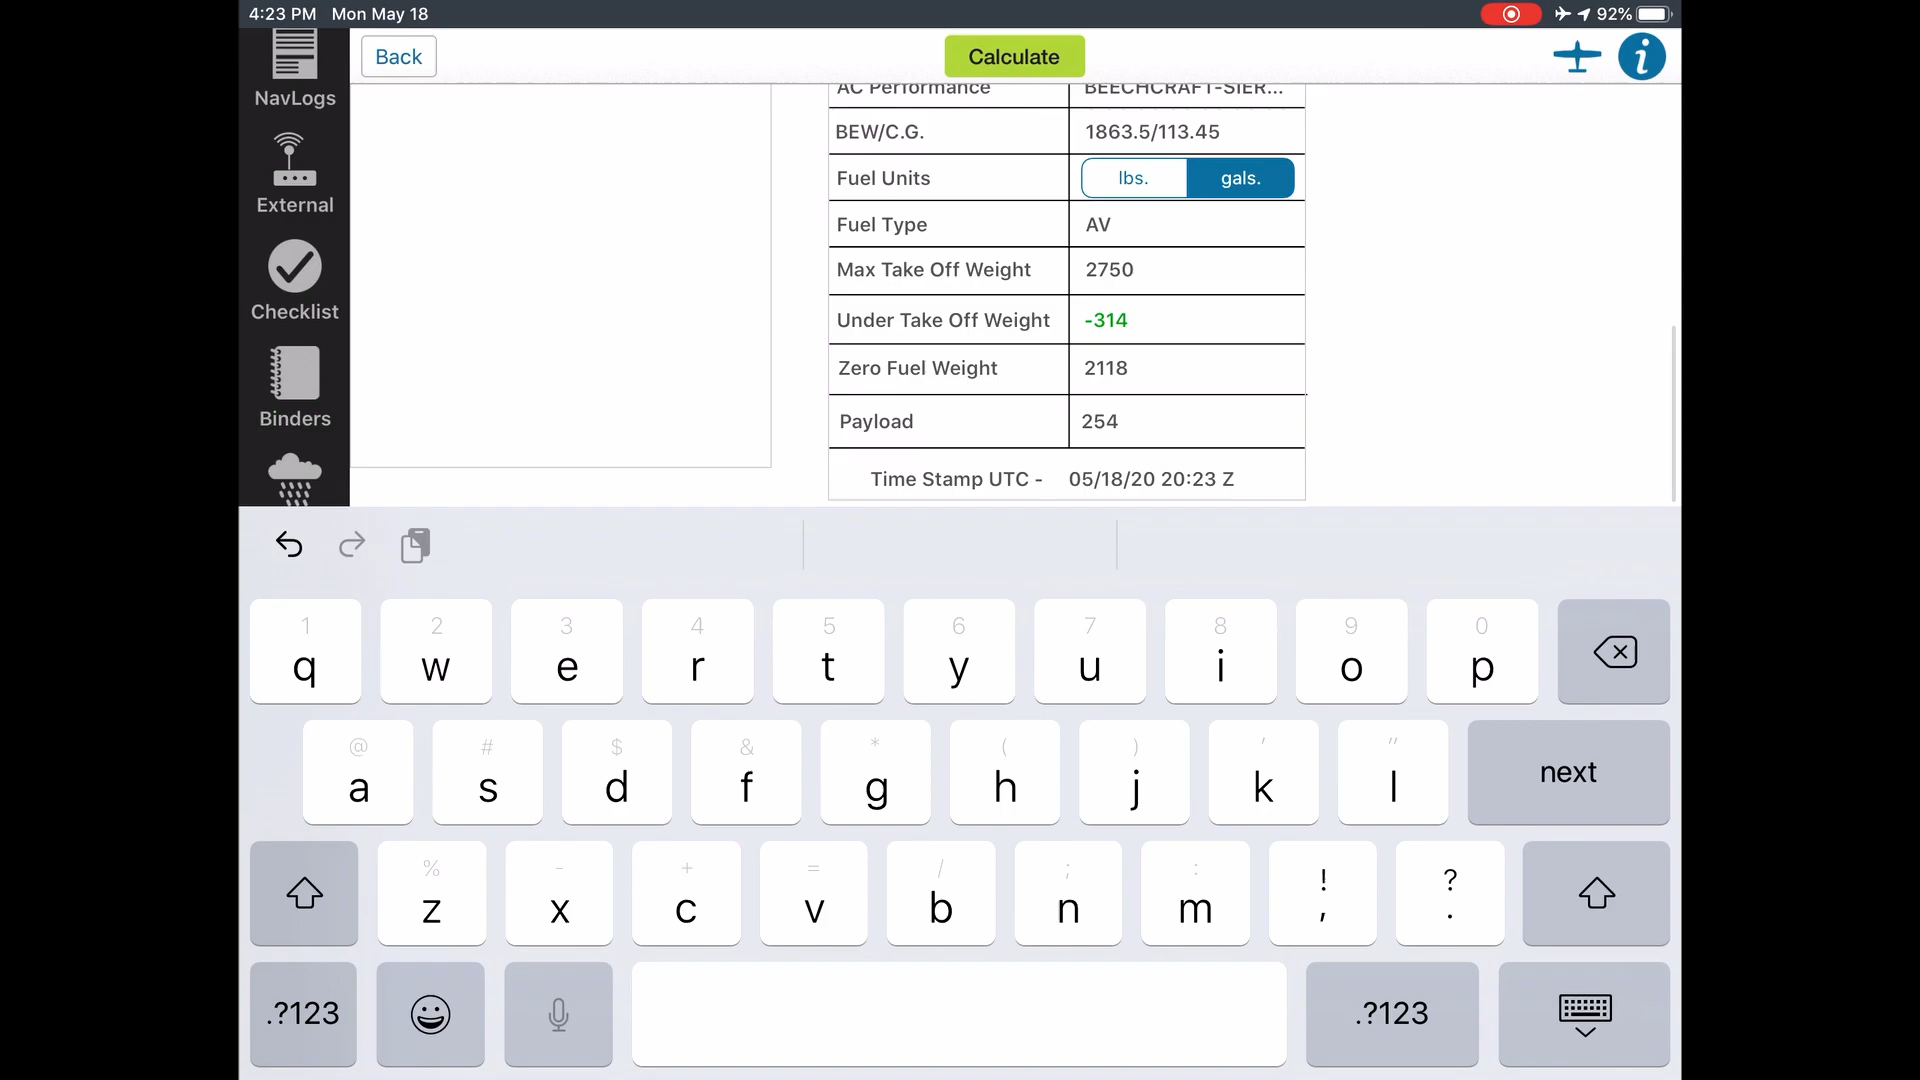 4:23 PM Mon May 18
92%
NavLogs
External
Checklist
Binders
Back
Calculate
i
AC Performance BEECHCRAFT-SIER...
BEW/C.G. 1863.5/113.45
Fuel Units lbs. gals.
Fuel Type AV
Max Take Off Weight 2750
Under Take Off Weight -314
Zero Fuel Weight 2118
Payload 254
Time Stamp UTC - 05/18/20 20:23 Z
1 2 3 4 5 6 7 8 9 0
q w e r t y u i o p
@ # $ & * ( ) ' "
a s d f g h j k l next
% - + = / ; : ! ?
z x c v b n m , .
.?123 .?123